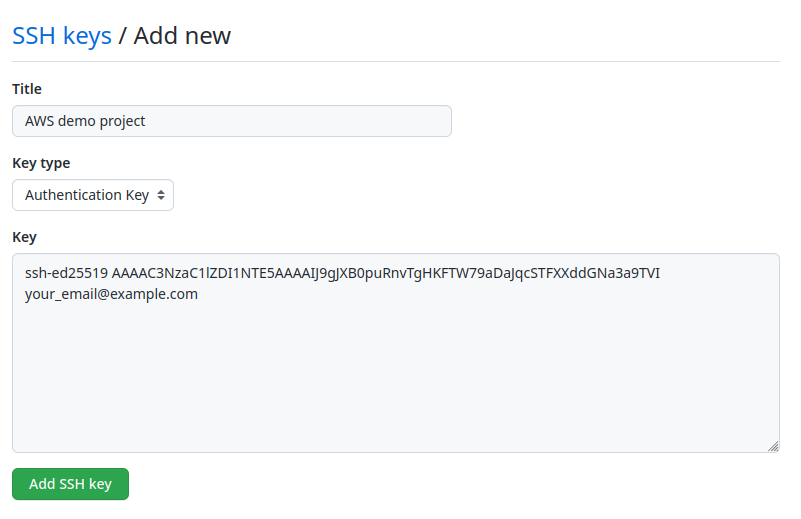 SSH keys / Add new
Title
AWS demo project
Key type
Authentication Key
Key
ssh-ed25519 AAAAC3NzaC1lZDI1NTE5AAAAIJ9gJXB0puRnvTgHKFTW79aDaJqcSTFXXddGNa3a9TVI
your_email@example.com
Add SSH key